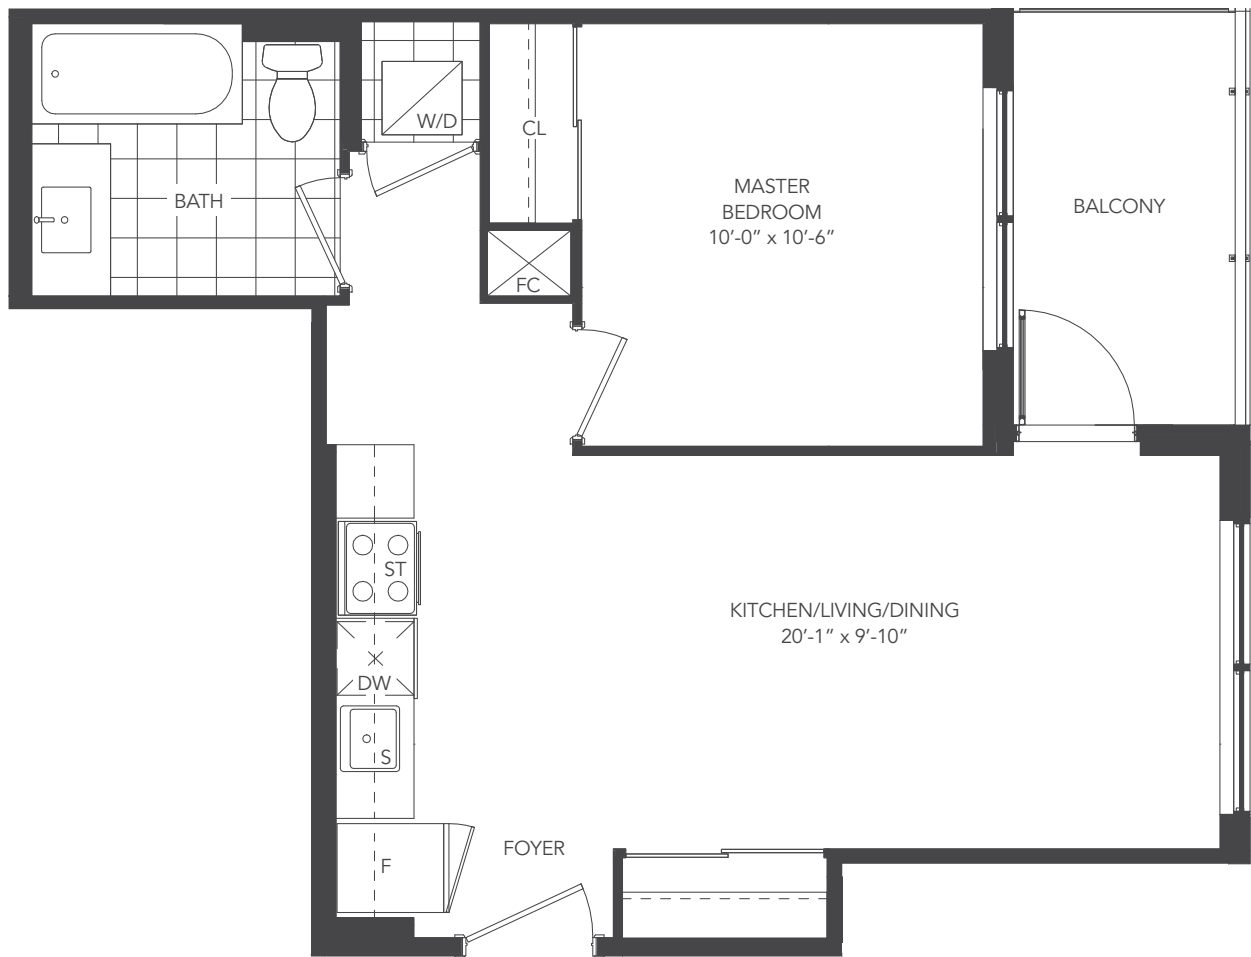 W/D
CL
BATH
MASTER
BEDROOM
10’-0” x 10’-6”
BALCONY
FC
ST
DW
S
KITCHEN/LIVING/DINING
20’-1” x 9’-10”
FOYER
F